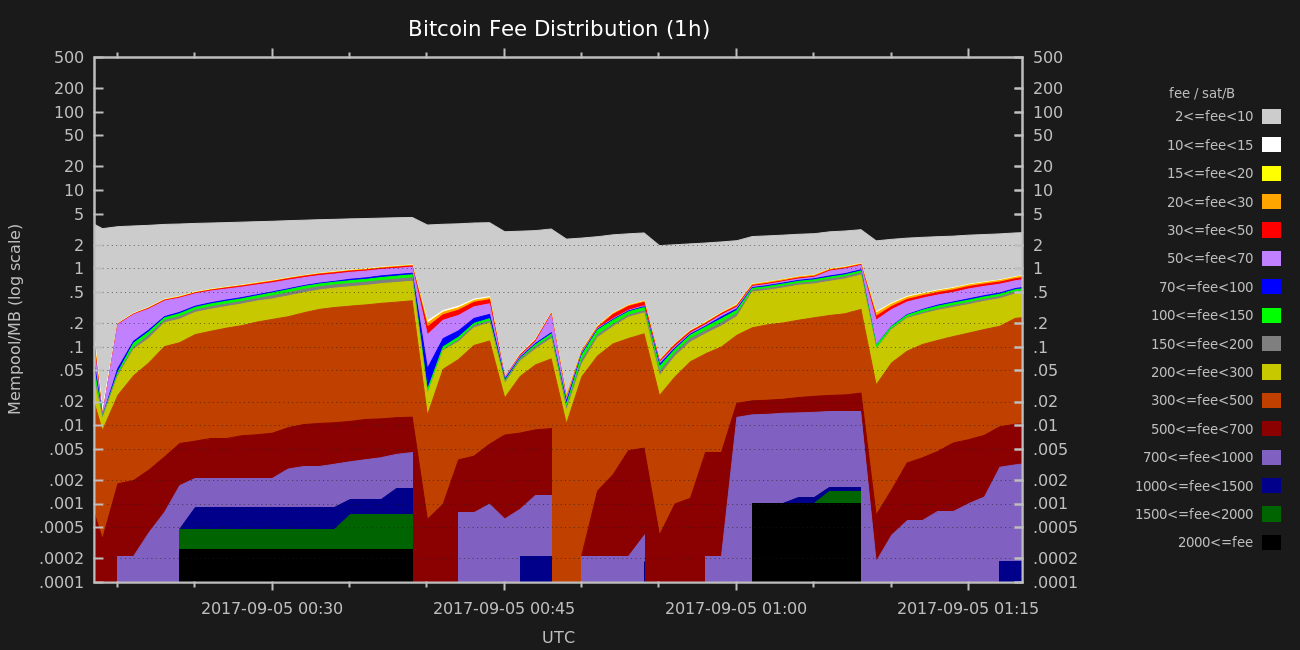 Bitcoin Fee Distribution (1h)
Mempool/MB (log scale)
500
200
100
50
20
10
5
2
1
.5
.2
.1
.05
.02
.01
.005
.002
.001
.0005
.0002
.0001
500
200
100
50
20
10
5
2
1
.5
.2
.1
.05
.02
.01
.005
.002
.001
.0005
.0002
.0001
2017-09-05 00:30
2017-09-05 00:45
2017-09-05 01:00
2017-09-05 01:15
UTC
fee / sat/B
2<=fee<10
10<=fee<15
15<=fee<20
20<=fee<30
30<=fee<50
50<=fee<70
70<=fee<100
100<=fee<150
150<=fee<200
200<=fee<300
300<=fee<500
500<=fee<700
700<=fee<1000
1000<=fee<1500
1500<=fee<2000
2000<=fee